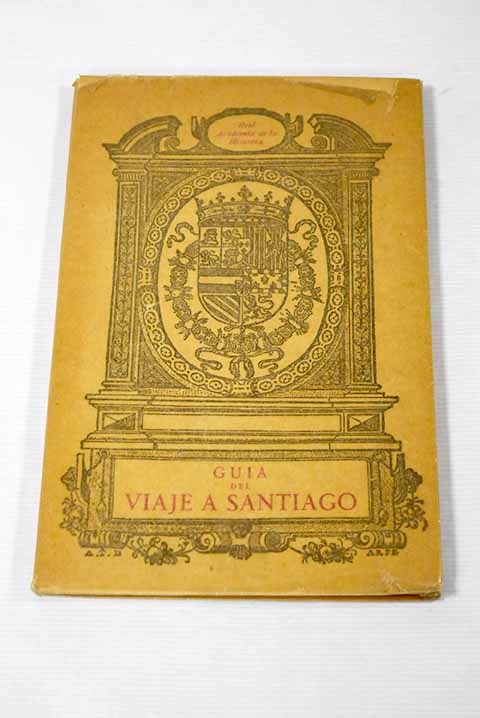 Real
Academia de la
Historia
GUIA
DEL
VIAJE A SANTIAGO